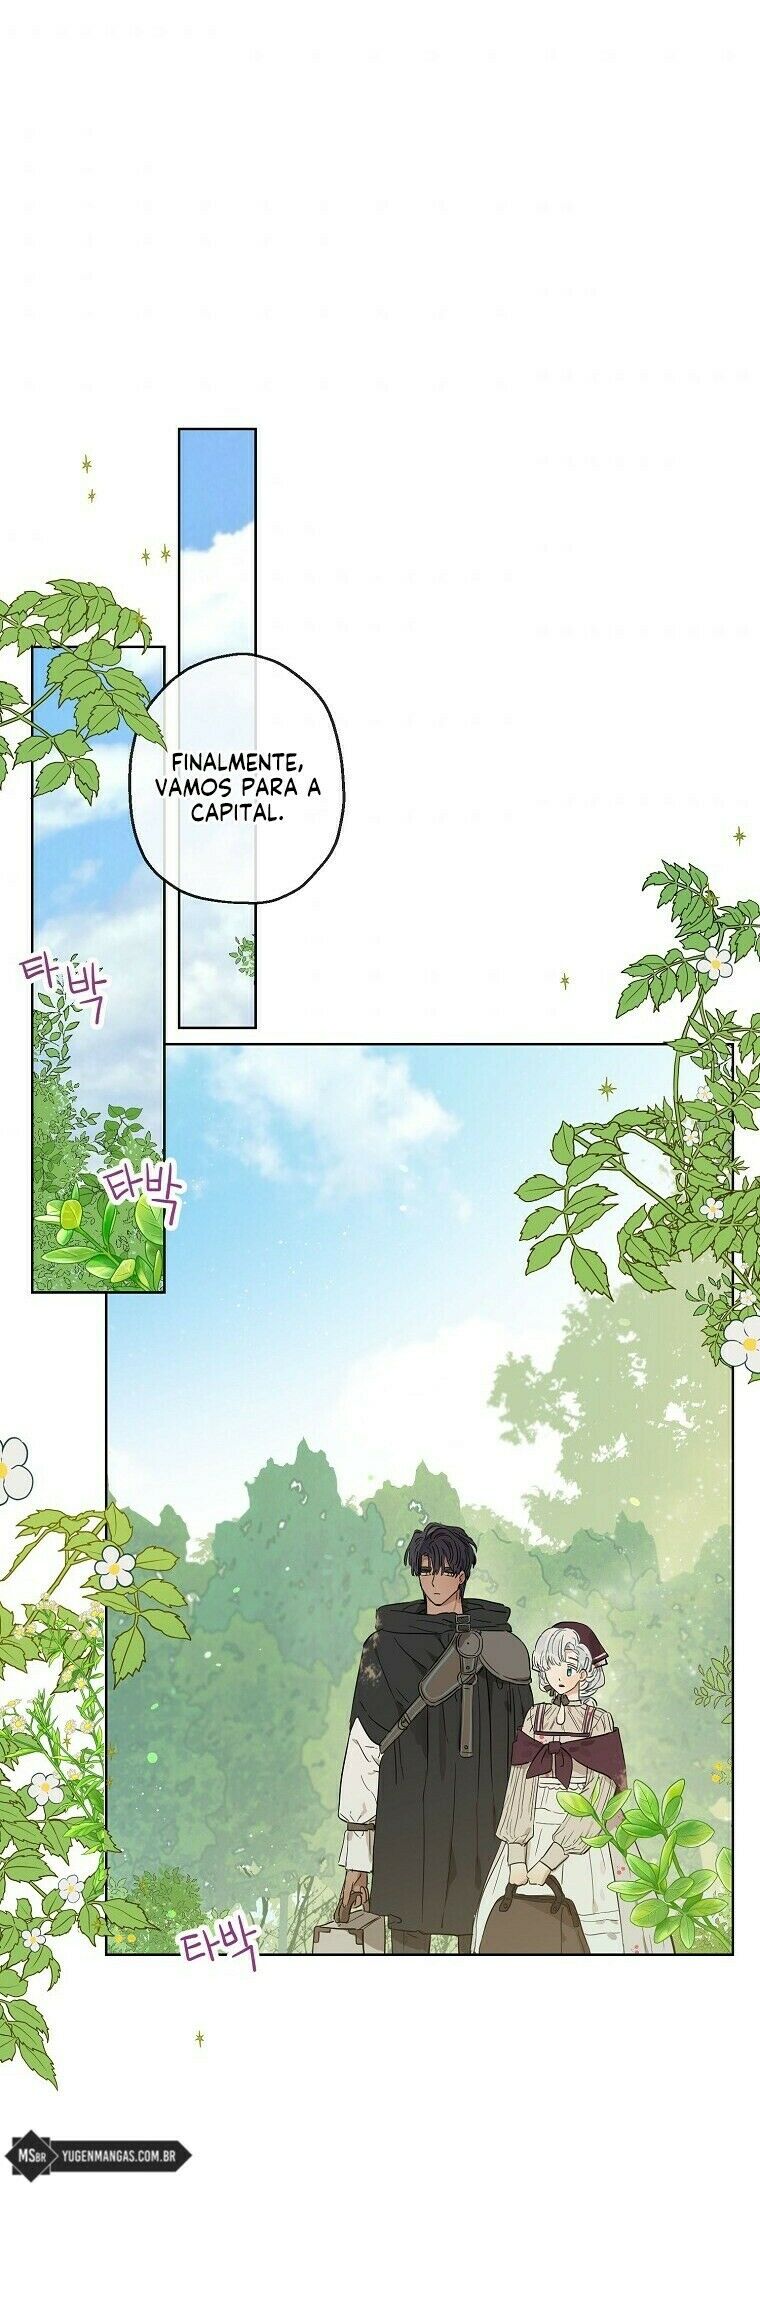 FINALMENTE,
VAMOS PARA A
CAPITAL.
타박
타박
타박
MSBR YUGENMANGAS.COM.BR